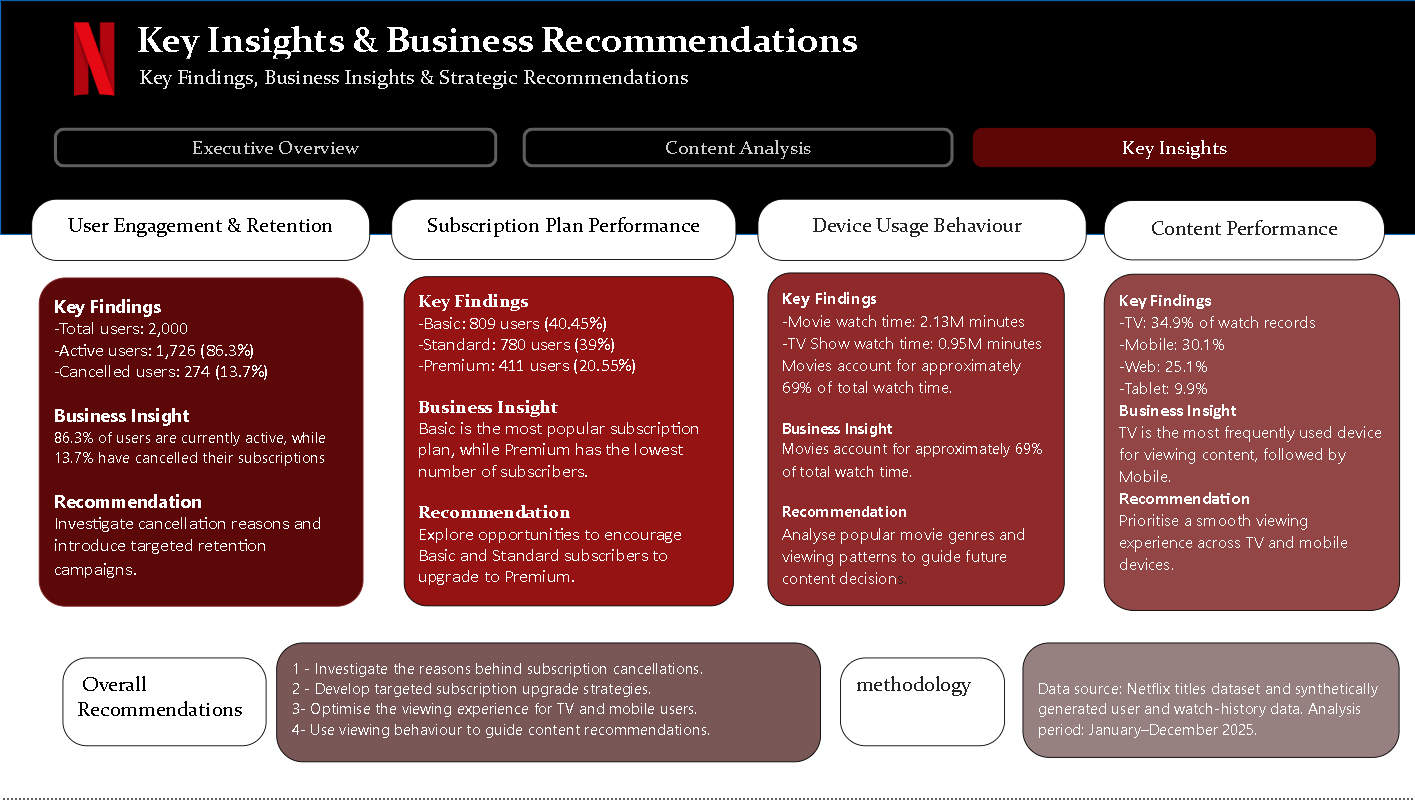 Key Insights & Business Recommendations
Key Findings, Business Insights & Strategic Recommendations
Executive Overview
Content Analysis
Key Insights
User Engagement & Retention
Subscription Plan Performance
Device Usage Behaviour
Content Performance
Key Findings
-Total users: 2,000
-Active users: 1,726 (86.3%)
-Cancelled users: 274 (13.7%)
Business Insight
86.3% of users are currently active, while
13.7% have cancelled their subscriptions
Recommendation
Investigate cancellation reasons and
introduce targeted retention
campaigns.
Key Findings
-Basic: 809 users (40.45%)
-Standard: 780 users (39%)
-Premium: 411 users (20.55%)
Business Insight
Basic is the most popular subscription
plan, while Premium has the lowest
number of subscribers.
Recommendation
Explore opportunities to encourage
Basic and Standard subscribers to
upgrade to Premium.
Key Findings
-Movie watch time: 2.13M minutes
-TV Show watch time: 0.95M minutes
Movies account for approximately
69% of total watch time.
Business Insight
Movies account for approximately 69%
of total watch time.
Recommendation
Analyse popular movie genres and
viewing patterns to guide future
content decisions.
Key Findings
-TV: 34.9% of watch records
-Mobile: 30.1%
-Web: 25.1%
-Tablet: 9.9%
Business Insight
TV is the most frequently used device
for viewing content, followed by
Mobile.
Recommendation
Prioritise a smooth viewing
experience across TV and mobile
devices.
Overall
Recommendations
1 - Investigate the reasons behind subscription cancellations.
2 - Develop targeted subscription upgrade strategies.
3- Optimise the viewing experience for TV and mobile users.
4- Use viewing behaviour to guide content recommendations.
methodology
Data source: Netflix titles dataset and synthetically
generated user and watch-history data. Analysis
period: January–December 2025.